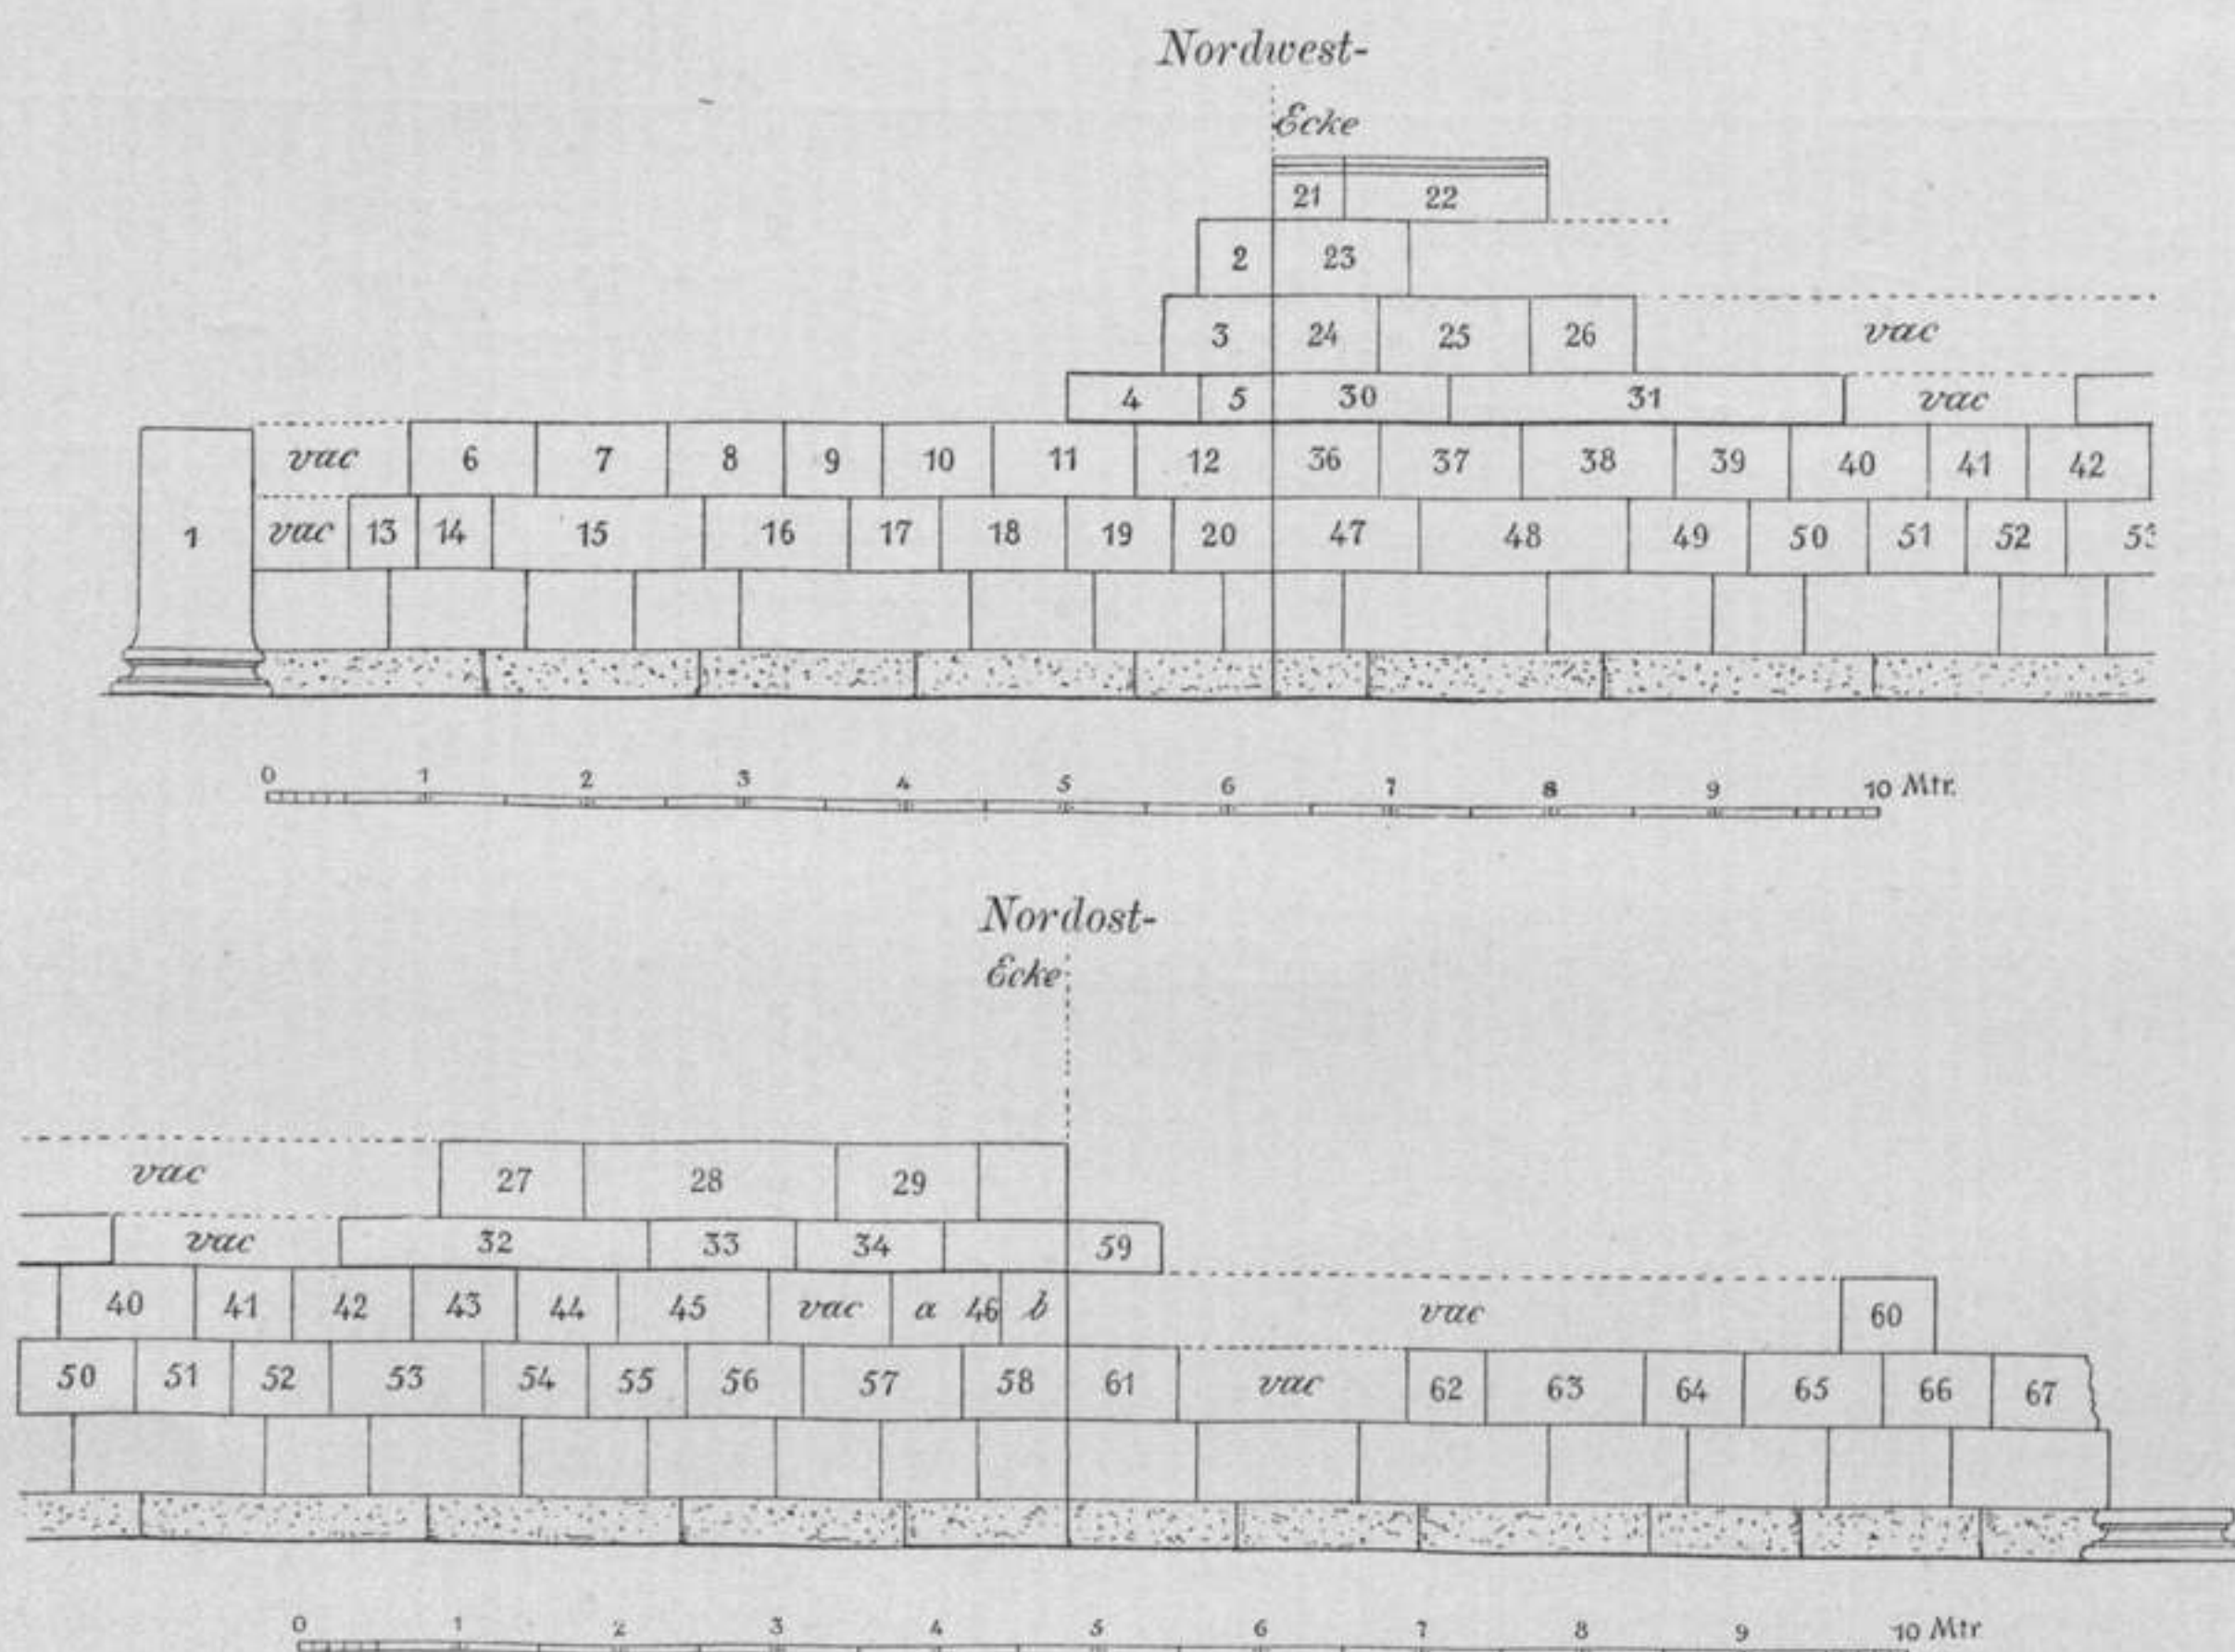 Nordwest-
Ecke
21 22
2 23
3 24 25 26 vac
4 5 30 31 vac
vac 6 7 8 9 10 11 12 36 37 38 39 40 41 42
1 vac 13 14 15 16 17 18 19 20 47 48 49 50 51 52
0 1 2 3 4 5 6 7 8 9 10 Mtr.
Nordost-
Ecke
vac 27 28 29
vac 32 33 34 59
40 41 42 43 44 45 vac a 46 b vac 60
50 51 52 53 54 55 56 57 58 61 vac 62 63 64 65 66 67
0 1 2 3 4 5 6 7 8 9 10 Mtr